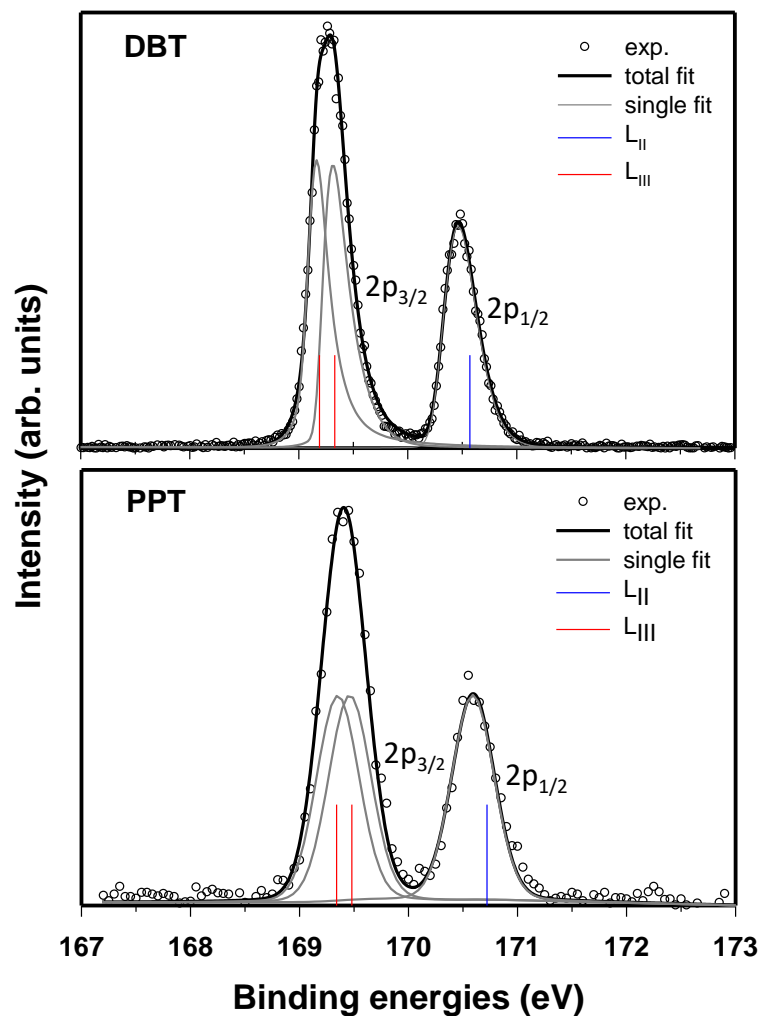 DBT
exp.
total fit
single fit
L_II
L_III
2p_3/2
2p_1/2
PPT
exp.
total fit
single fit
L_II
L_III
2p_3/2
2p_1/2
Intensity (arb. units)
167 168 169 170 171 172 173
Binding energies (eV)